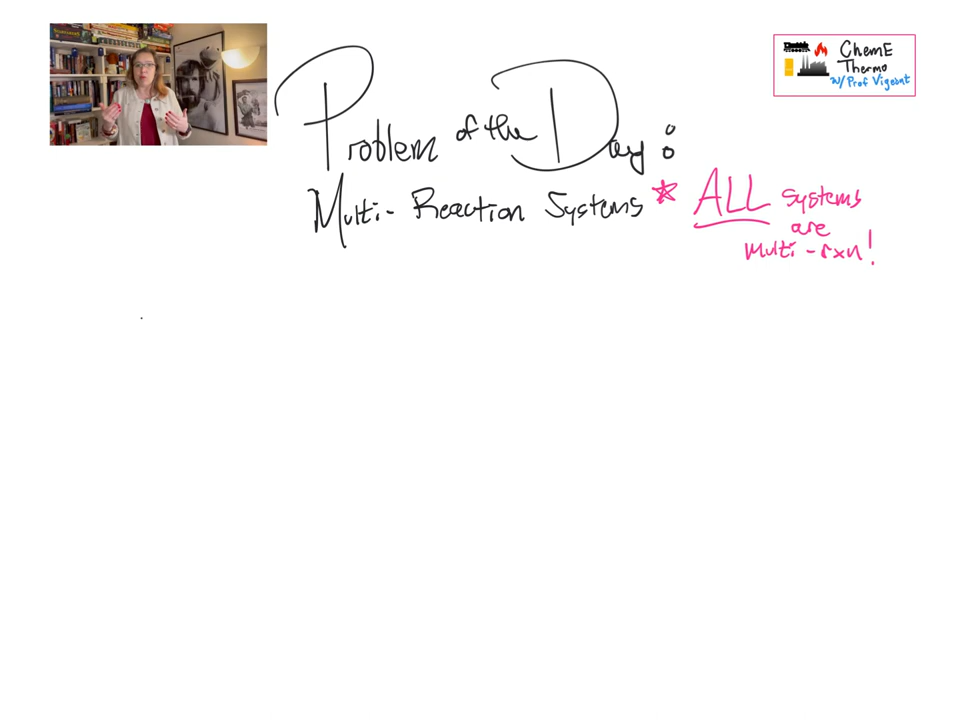 Problem of the Day:
Multi-Reaction Systems * ALL systems
are
multi-rxn!
ChemE
Thermo
w/ Prof Vigeant